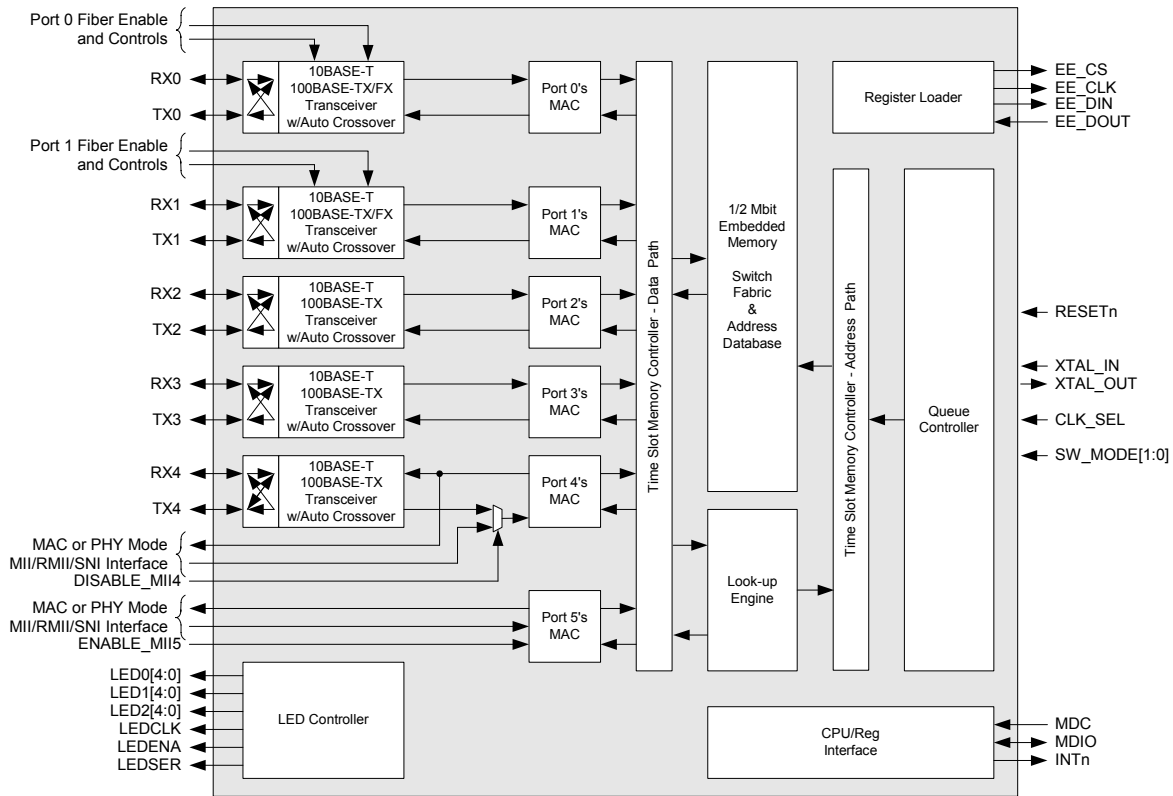 Port 0 Fiber Enable
and Controls
RX0
TX0
10BASE-T
100BASE-TX/FX
Transceiver
w/Auto Crossover
Port 0's
MAC
Port 1 Fiber Enable
and Controls
RX1
TX1
10BASE-T
100BASE-TX/FX
Transceiver
w/Auto Crossover
Port 1's
MAC
RX2
TX2
10BASE-T
100BASE-TX
Transceiver
w/Auto Crossover
Port 2's
MAC
RX3
TX3
10BASE-T
100BASE-TX
Transceiver
w/Auto Crossover
Port 3's
MAC
RX4
TX4
10BASE-T
100BASE-TX
Transceiver
w/Auto Crossover
Port 4's
MAC
MAC or PHY Mode
MII/RMII/SNI Interface
DISABLE_MII4
MAC or PHY Mode
MII/RMII/SNI Interface
ENABLE_MII5
Port 5's
MAC
LED0[4:0]
LED1[4:0]
LED2[4:0]
LEDCLK
LEDENA
LEDSER
LED Controller
Time Slot Memory Controller - Data Path
1/2 Mbit
Embedded
Memory
Switch
Fabric
&
Address
Database
Look-up
Engine
Time Slot Memory Controller - Address Path
Queue
Controller
Register Loader
EE_CS
EE_CLK
EE_DIN
EE_DOUT
RESETn
XTAL_IN
XTAL_OUT
CLK_SEL
SW_MODE[1:0]
CPU/Reg
Interface
MDC
MDIO
INTn